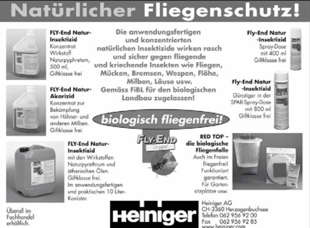 Natürlicher Fliegenschutz!
FLY-End Natur-
Insektizid
Konzentrat
Wirkstoff
Naturpyrethrum,
500 ml,
Giftklasse frei
Die anwendungsfertigen
und konzentrierten
natürlichen Insektizide wirken rasch
und sicher gegen fliegende
und kriechende Insekten wie Fliegen,
Mücken, Bremsen, Wespen, Flöhe,
Milben, Läuse usw.
Gemäss FiBL für den biologischen
Landbau zugelassen!
Fly-End Natur-
Insektizid
Spray-Dose
mit 400 ml
Giftklasse frei
FLY-End Natur-
Akarizid
Konzentrat zur
Bekämpfung
von Hühner- und
anderen Milben.
Giftklasse frei
FLY-End Natur-
Insektizid
Günstiger in der
SPAR-Spray-Dose
mit 800 ml
Giftklasse frei
biologisch fliegenfrei!
FLY-End Natur-
Insektizid
mit den Wirkstoffen
Naturpyrethrum und
ätherischen Ölen.
Giftklasse frei.
Im anwendungsfertigen
und praktischen 10 Liter-
Kanister.
FLY-END
RED TOP –
die biologische
Fliegenfalle
Auch im Freien
Funktion
garantiert.
Für Garten-
sitzplätze usw.
Überall im
Fachhandel
erhältlich.
Heiniger
Heiniger AG
CH-3360 Herzogenbuchsee
Telefon 062 956 92 00
Fax 062 956 92 85
www.heiniger.com